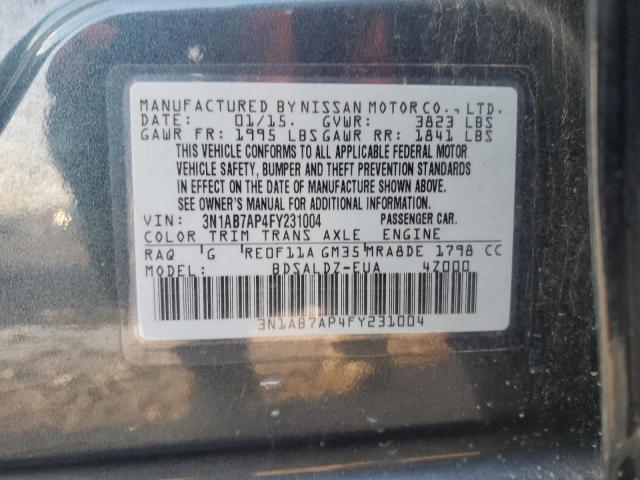 MANUFACTURED BY NISSAN MOTOR CO., LTD.
DATE: 01/15. GVWR: 3823 LBS
GAWR FR: 1995 LBS GAWR RR: 1841 LBS
THIS VEHICLE CONFORMS TO ALL APPLICABLE FEDERAL MOTOR
VEHICLE SAFETY, BUMPER AND THEFT PREVENTION STANDARDS
IN EFFECT ON THE DATE OF MANUFACTURE SHOWN ABOVE.
SEE OWNER'S MANUAL FOR ADDITIONAL INFORMATION.
VIN: 3N1AB7AP4FY231004 PASSENGER CAR.
COLOR TRIM TRANS AXLE ENGINE
RAQ G RE0F11A GM35 MRA8DE 1798 CC
MODEL: BDSALDZ-EUA 4Z000
3N1AB7AP4FY231004